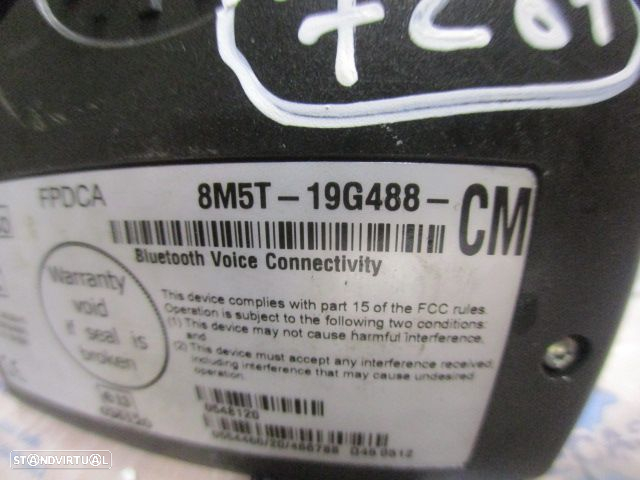 FPDCA
8M5T-19G488-CM
Bluetooth Voice Connectivity
Warranty
void
if seal is
broken
This device complies with part 15 of the FCC rules.
Operation is subject to the following two conditions:
(1) This device may not cause harmful interference,
and
(2) This device must accept any interference received,
including interference that may cause undesired
operation.
0548120
STANDVIRTUAL